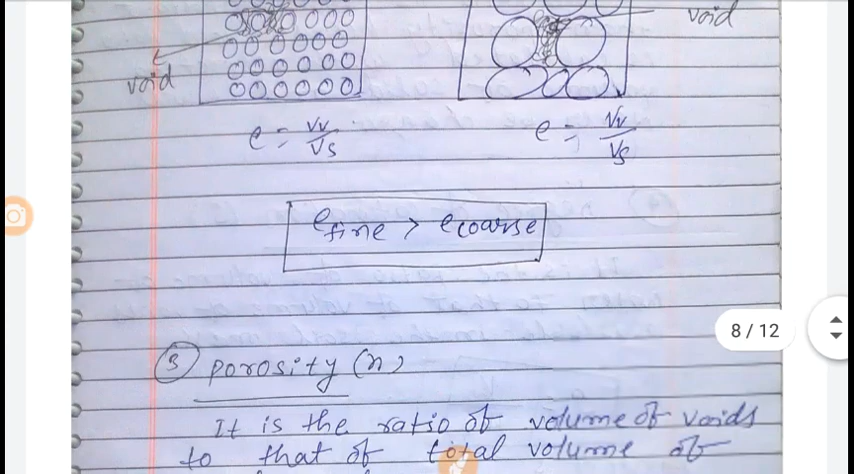 void
void
e = Vv/Vs
e = Vv/Vs
e fine > e coarse
8 / 12
③ Porosity (n)
It is the ratio of volume of voids
to that of total volume of